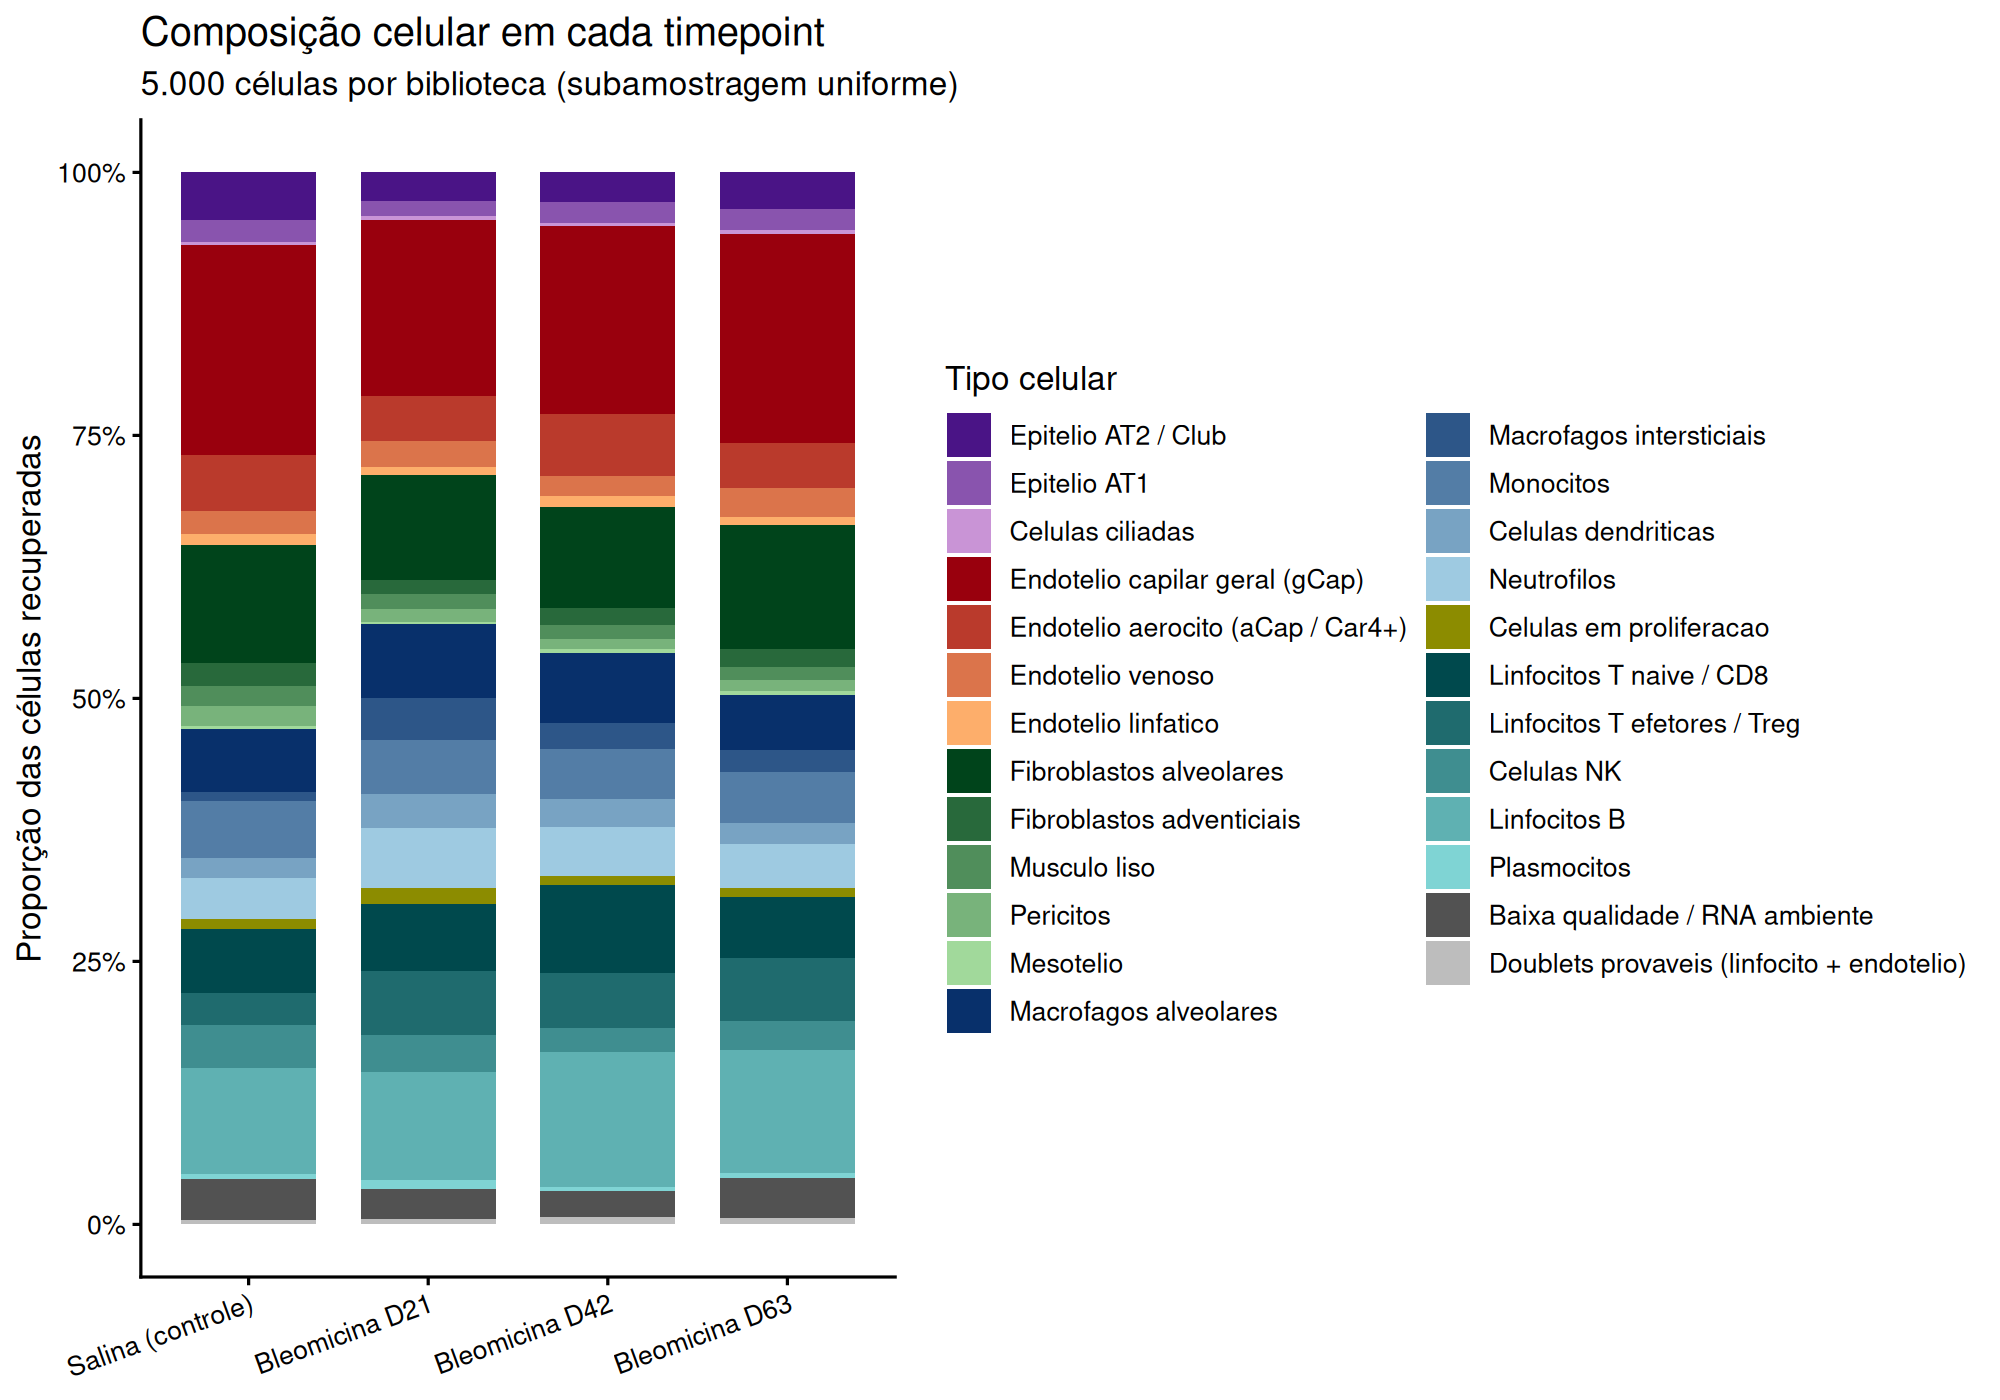 Composição celular em cada timepoint
5.000 células por biblioteca (subamostragem uniforme)
Proporção das células recuperadas
100%
75%
50%
25%
0%
Salina (controle)
Bleomicina D21
Bleomicina D42
Bleomicina D63
Tipo celular
Epitelio AT2 / Club
Epitelio AT1
Celulas ciliadas
Endotelio capilar geral (gCap)
Endotelio aerocito (aCap / Car4+)
Endotelio venoso
Endotelio linfatico
Fibroblastos alveolares
Fibroblastos adventiciais
Musculo liso
Pericitos
Mesotelio
Macrofagos alveolares
Macrofagos intersticiais
Monocitos
Celulas dendriticas
Neutrofilos
Celulas em proliferacao
Linfocitos T naive / CD8
Linfocitos T efetores / Treg
Celulas NK
Linfocitos B
Plasmocitos
Baixa qualidade / RNA ambiente
Doublets provaveis (linfocito + endotelio)